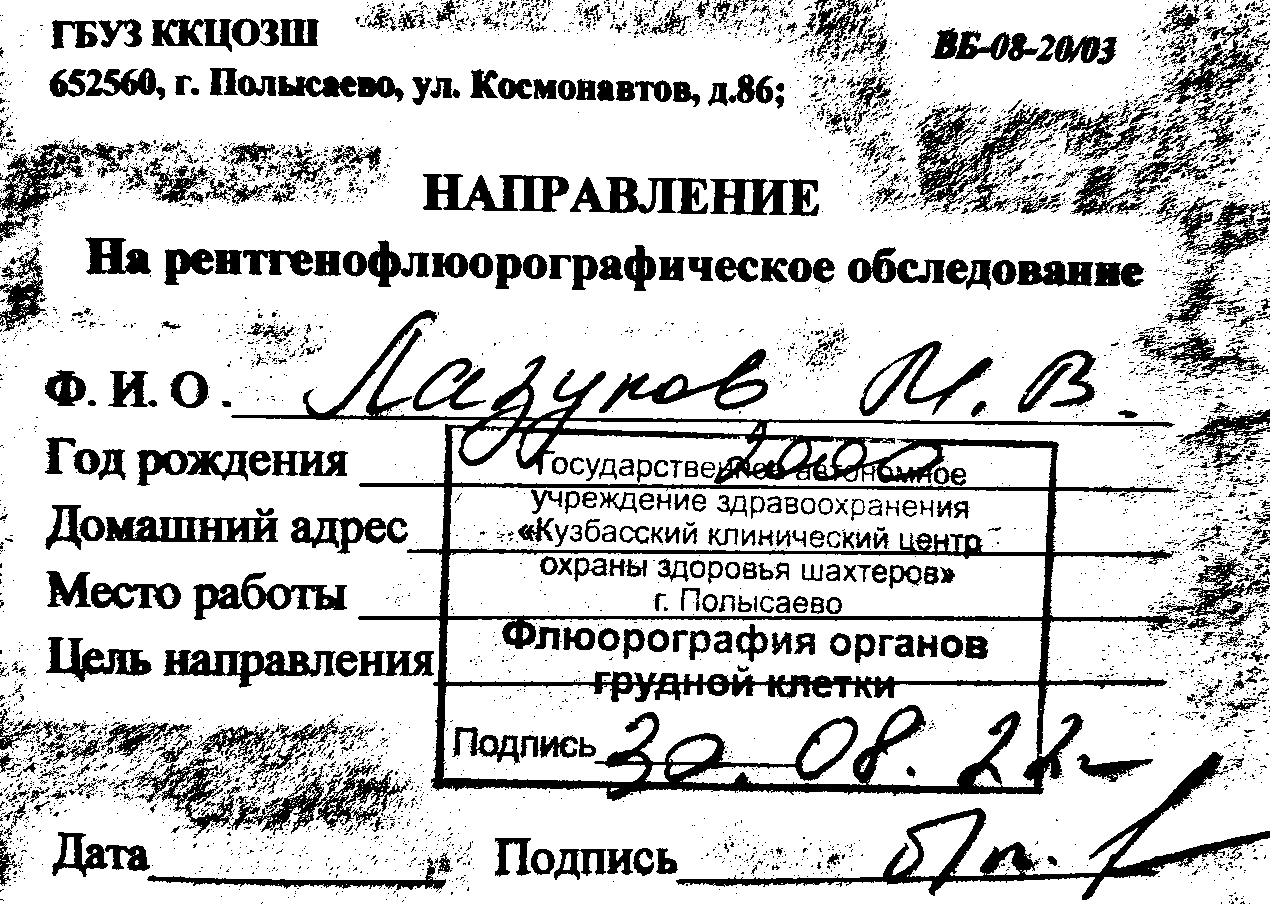 ГБУЗ ККЦОЗШ
ВБ-08-20/03
652560, г. Полысаево, ул. Космонавтов, д.86;
НАПРАВЛЕНИЕ
На рентгенофлюорографическое обследование
Ф. И. О. Лазуков И. В.
Год рождения 2000
Государственное автономное
учреждение здравоохранения
Домашний адрес
«Кузбасский клинический центр
охраны здоровья шахтеров»
Место работы
г. Полысаево
Флюорография органов
Цель направления
грудной клетки
Подпись 30.08.22
Дата
Подпись б/п.